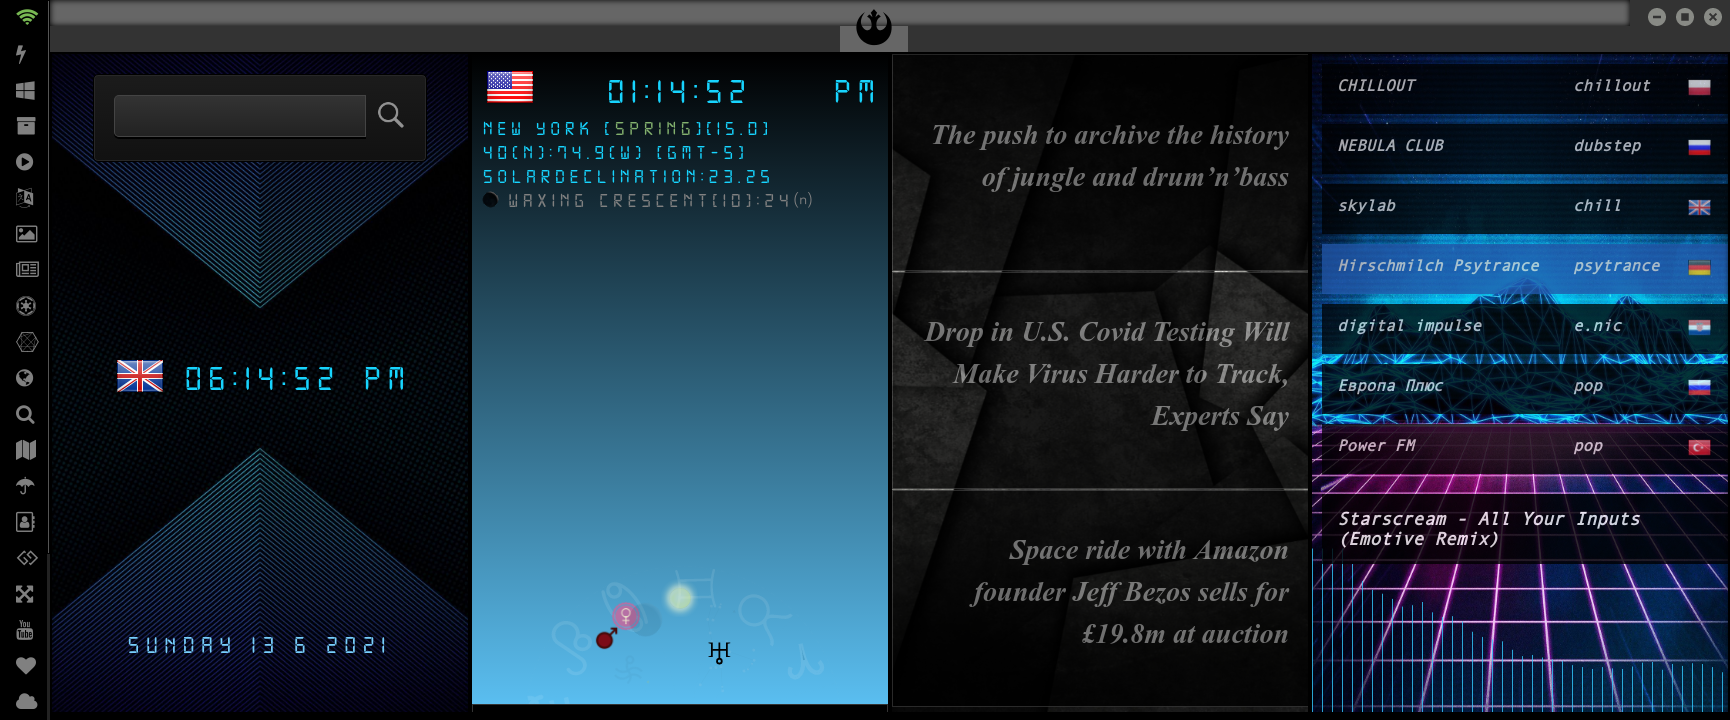 06:14:52 PM
SUNDAY 13 6 2021
01:14:52 PM
NEW YORK [SPRING][15.0]
40(N):74.9(W) [GMT-5]
SOLARDECLINATION:23.25
WAXING CRESCENT[10]:24(n)
The push to archive the history
of jungle and drum’n’bass
Drop in U.S. Covid Testing Will
Make Virus Harder to Track,
Experts Say
Space ride with Amazon
founder Jeff Bezos sells for
£19.8m at auction
CHILLOUT chillout
NEBULA CLUB dubstep
skylab chill
Hirschmilch Psytrance psytrance
digital impulse e.nic
Европа Плюс pop
Power FM pop
Starscream - All Your Inputs
(Emotive Remix)
You
Tube